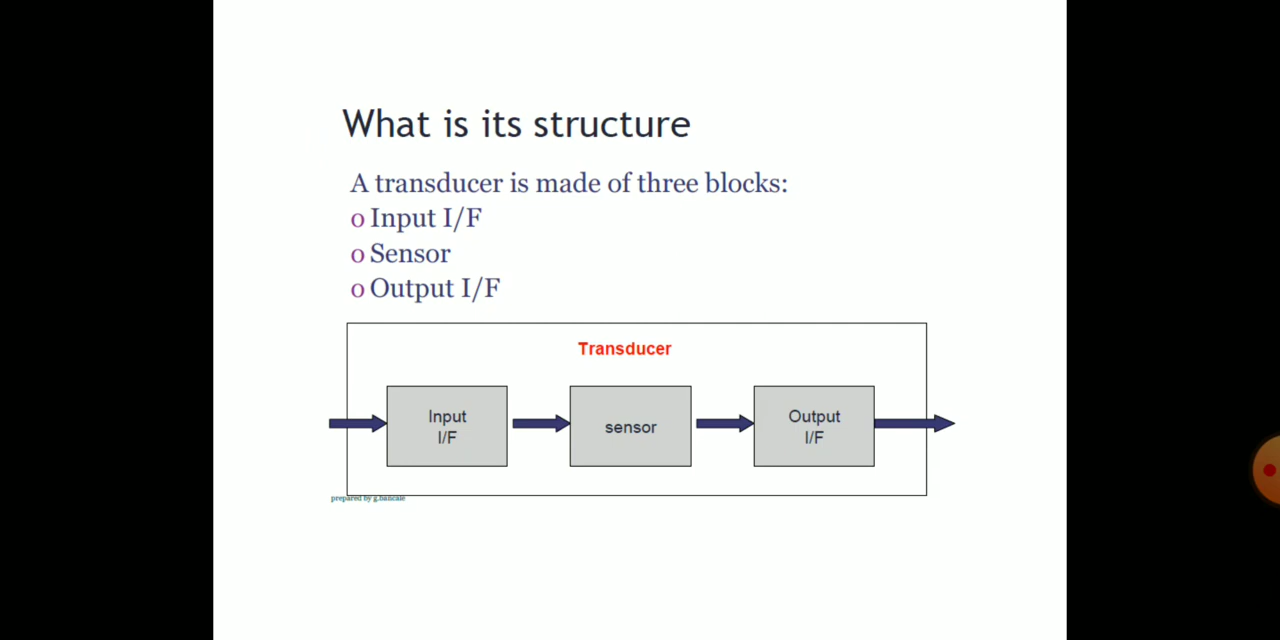 What is its structure
A transducer is made of three blocks:
o Input I/F
o Sensor
o Output I/F
Transducer
Input
I/F
sensor
Output
I/F
prepared by g.bancale